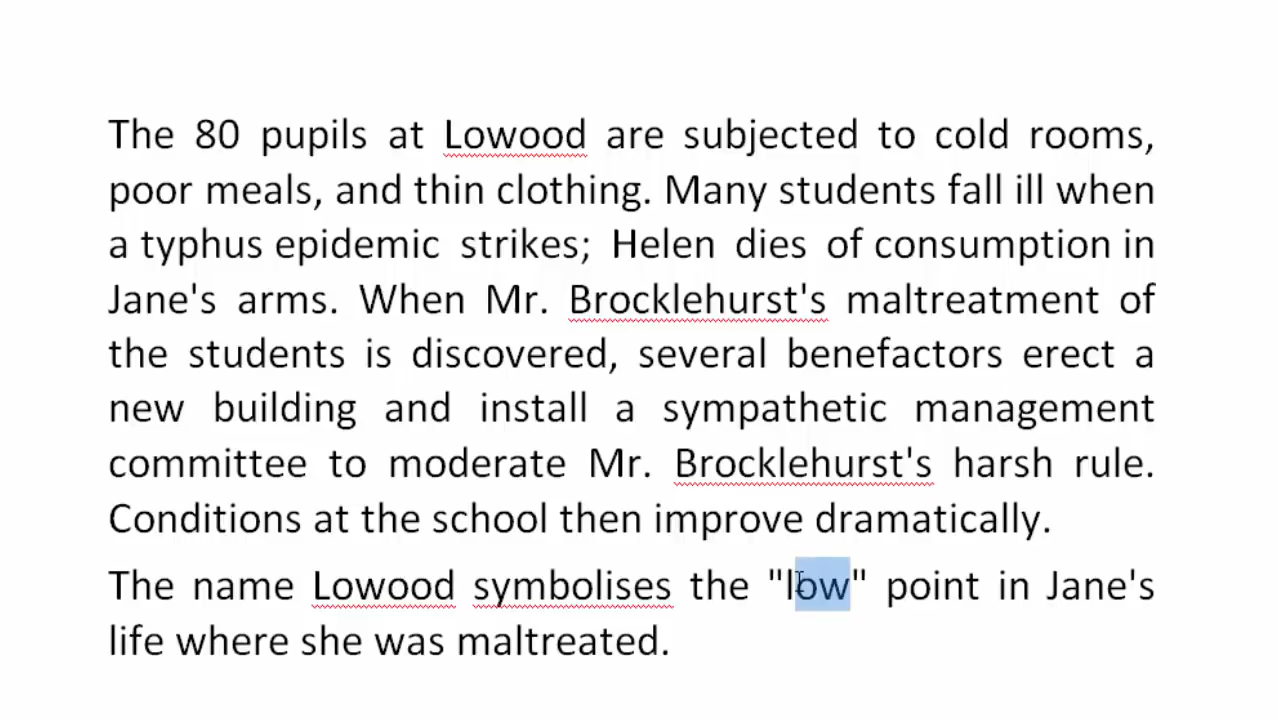 The 80 pupils at Lowood are subjected to cold rooms,
poor meals, and thin clothing. Many students fall ill when
a typhus epidemic strikes; Helen dies of consumption in
Jane's arms. When Mr. Brocklehurst's maltreatment of
the students is discovered, several benefactors erect a
new building and install a sympathetic management
committee to moderate Mr. Brocklehurst's harsh rule.
Conditions at the school then improve dramatically.
The name Lowood symbolises the "low" point in Jane's
life where she was maltreated.